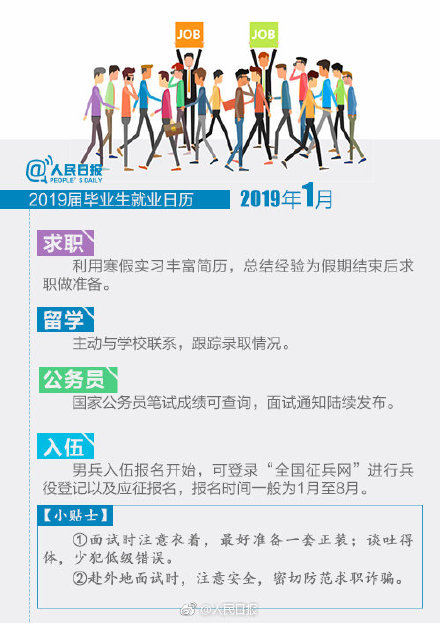 JOB
JOB
@人民日报
PEOPLE'S DAILY
2019届毕业生就业日历
2019年1月
求职
利用寒假实习丰富简历，总结经验为假期结束后求
职做准备。
留学
主动与学校联系，跟踪录取情况。
公务员
国家公务员笔试成绩可查询，面试通知陆续发布。
入伍
男兵入伍报名开始，可登录“全国征兵网”进行兵
役登记以及应征报名，报名时间一般为1月至8月。
【小贴士】
①面试时注意衣着，最好准备一套正装；谈吐得
体，少犯低级错误。
②赴外地面试时，注意安全，密切防范求职诈骗。
@人民日报